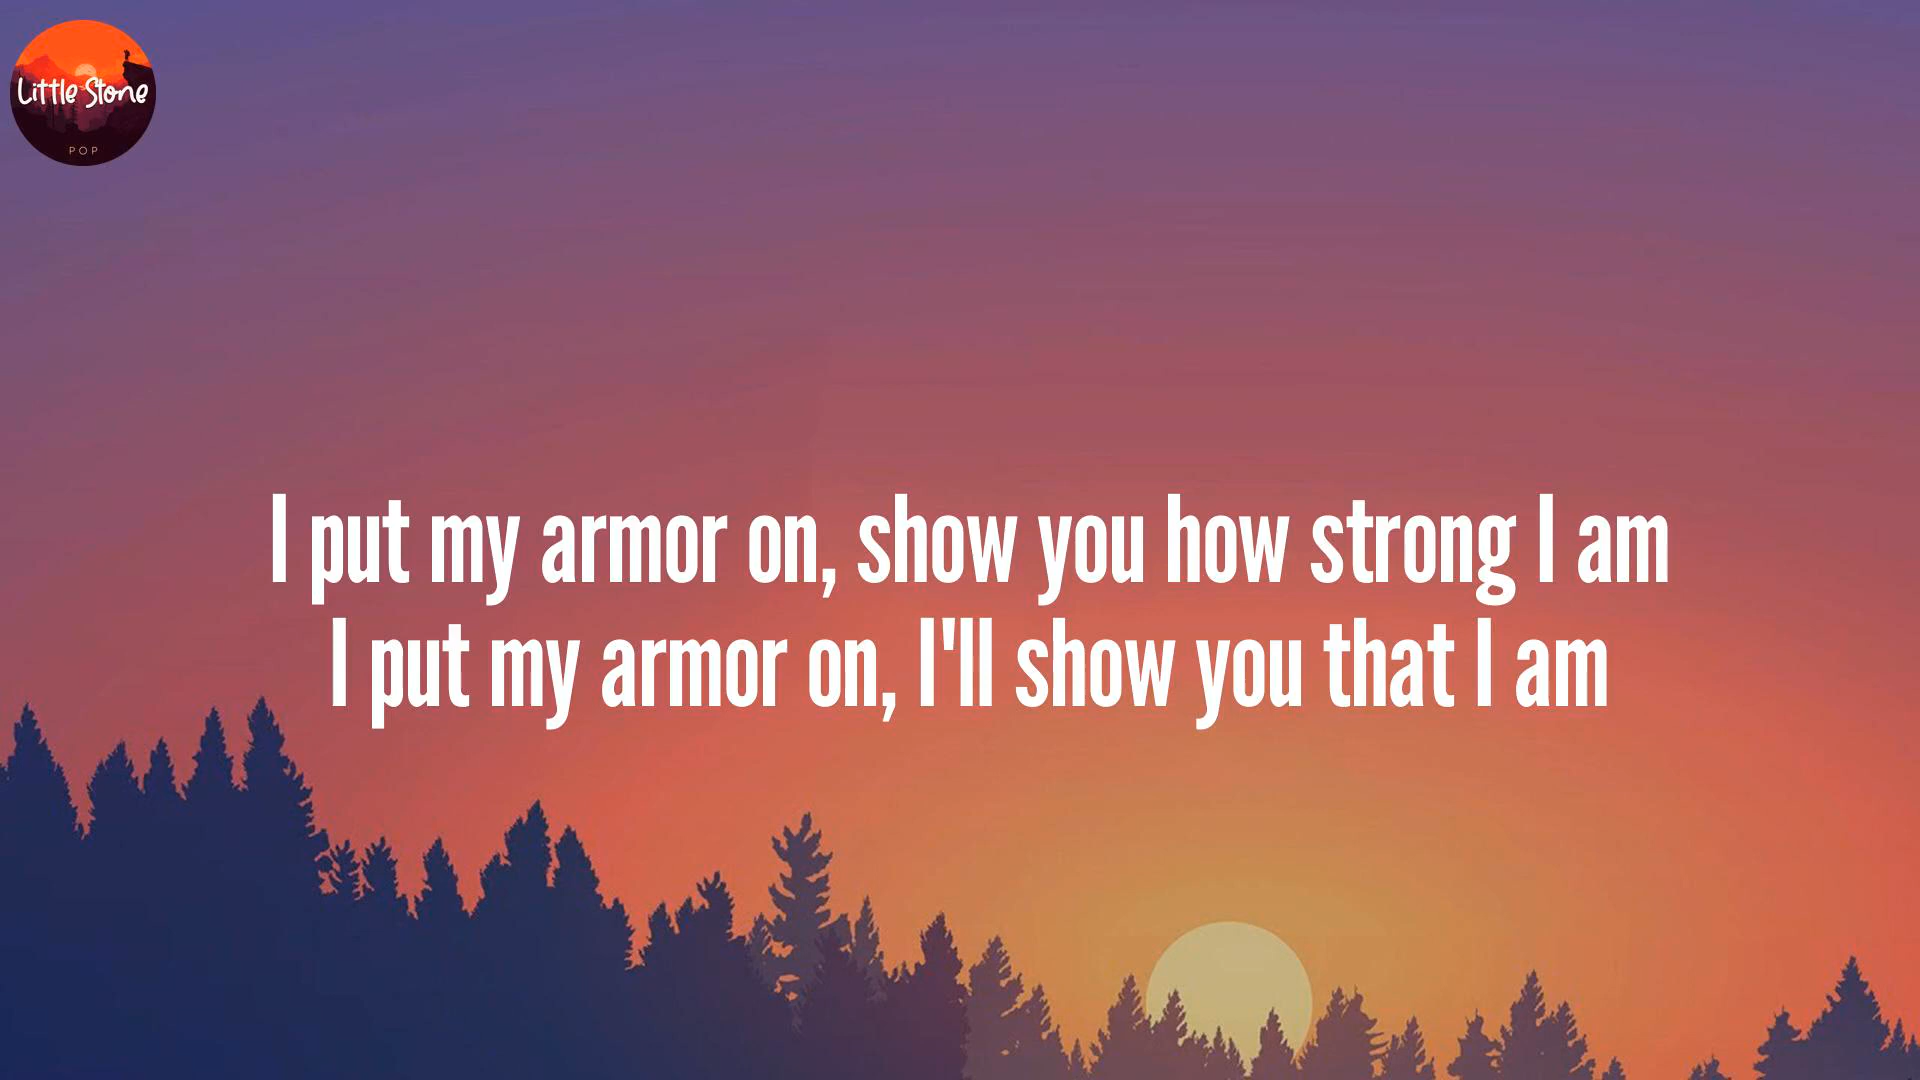 Little Stone
POP
I put my armor on, show you how strong I am
I put my armor on, I'll show you that I am